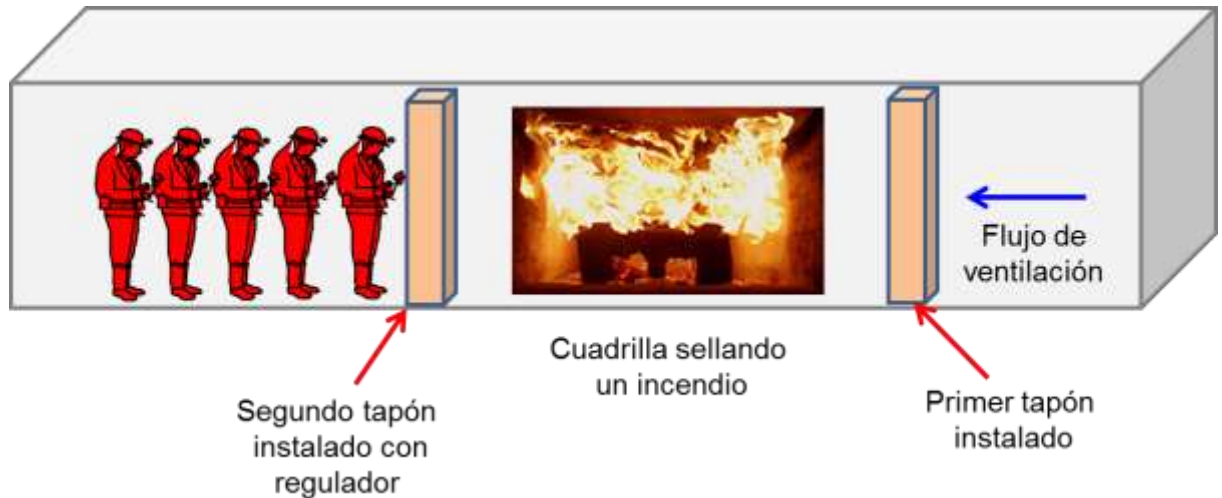 Flujo de
ventilación
Cuadrilla sellando
un incendio
Segundo tapón
instalado con
regulador
Primer tapón
instalado